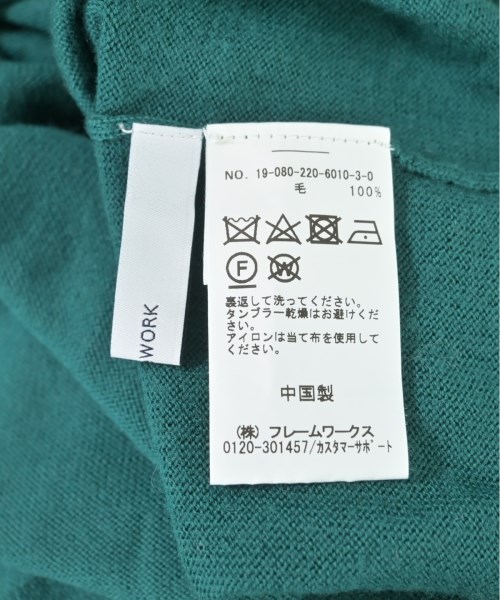 NO. 19-080-220-6010-3-0
毛 100%
F W
裏返して洗ってください。
タンブラー乾燥はお避けくだ
さい。
アイロンは当て布を使用して
ください。
中国製
(株) フレームワークス
0120-301457/カスタマーサポート
WORK